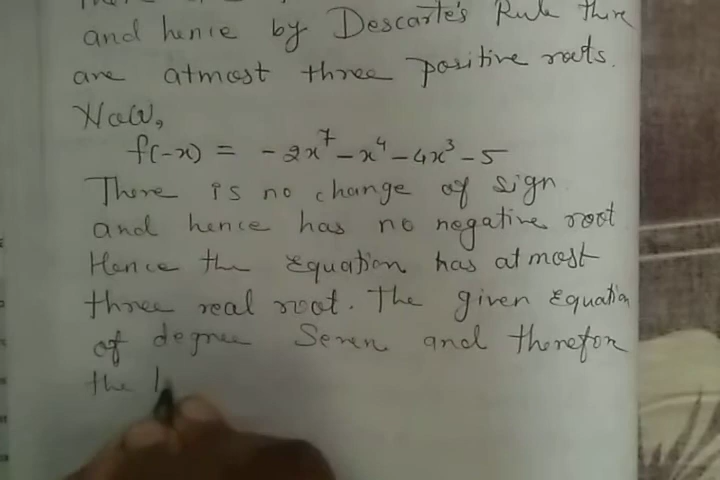 and hence by Descarte's Rule there
are atmost three positive roots.
Now,
f(-x) = -2x⁷-x⁴-4x³-5
There is no change of sign
and hence has no negative root
Hence the equation has atmost
three real root. The given Equation
of degree Seven and therefore
the